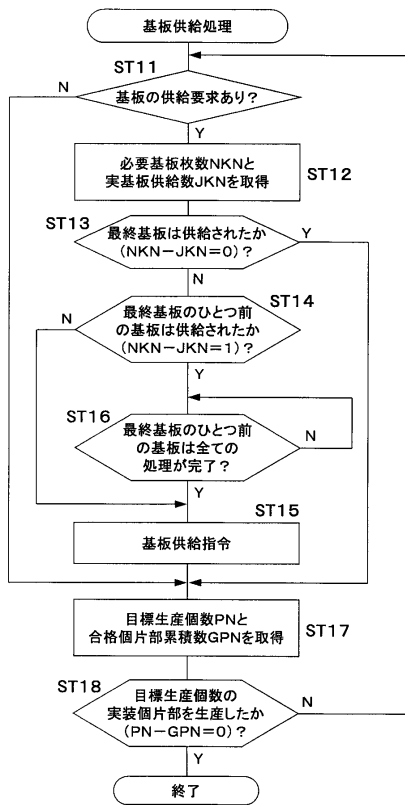 基板供給処理
ST11
N
基板の供給要求あり？
Y
必要基板枚数NKNと
実基板供給数JKNを取得
ST12
ST13
最終基板は供給されたか
(NKN－JKN＝0)？
Y
N
ST14
N
最終基板のひとつ前
の基板は供給されたか
(NKN－JKN＝1)？
Y
ST16
最終基板のひとつ前
の基板は全ての
処理が完了？
N
Y
ST15
基板供給指令
目標生産個数PNと
合格個片部累積数GPNを取得
ST17
ST18
目標生産個数の
実装個片部を生産したか
(PN－GPN＝0)？
N
Y
終了